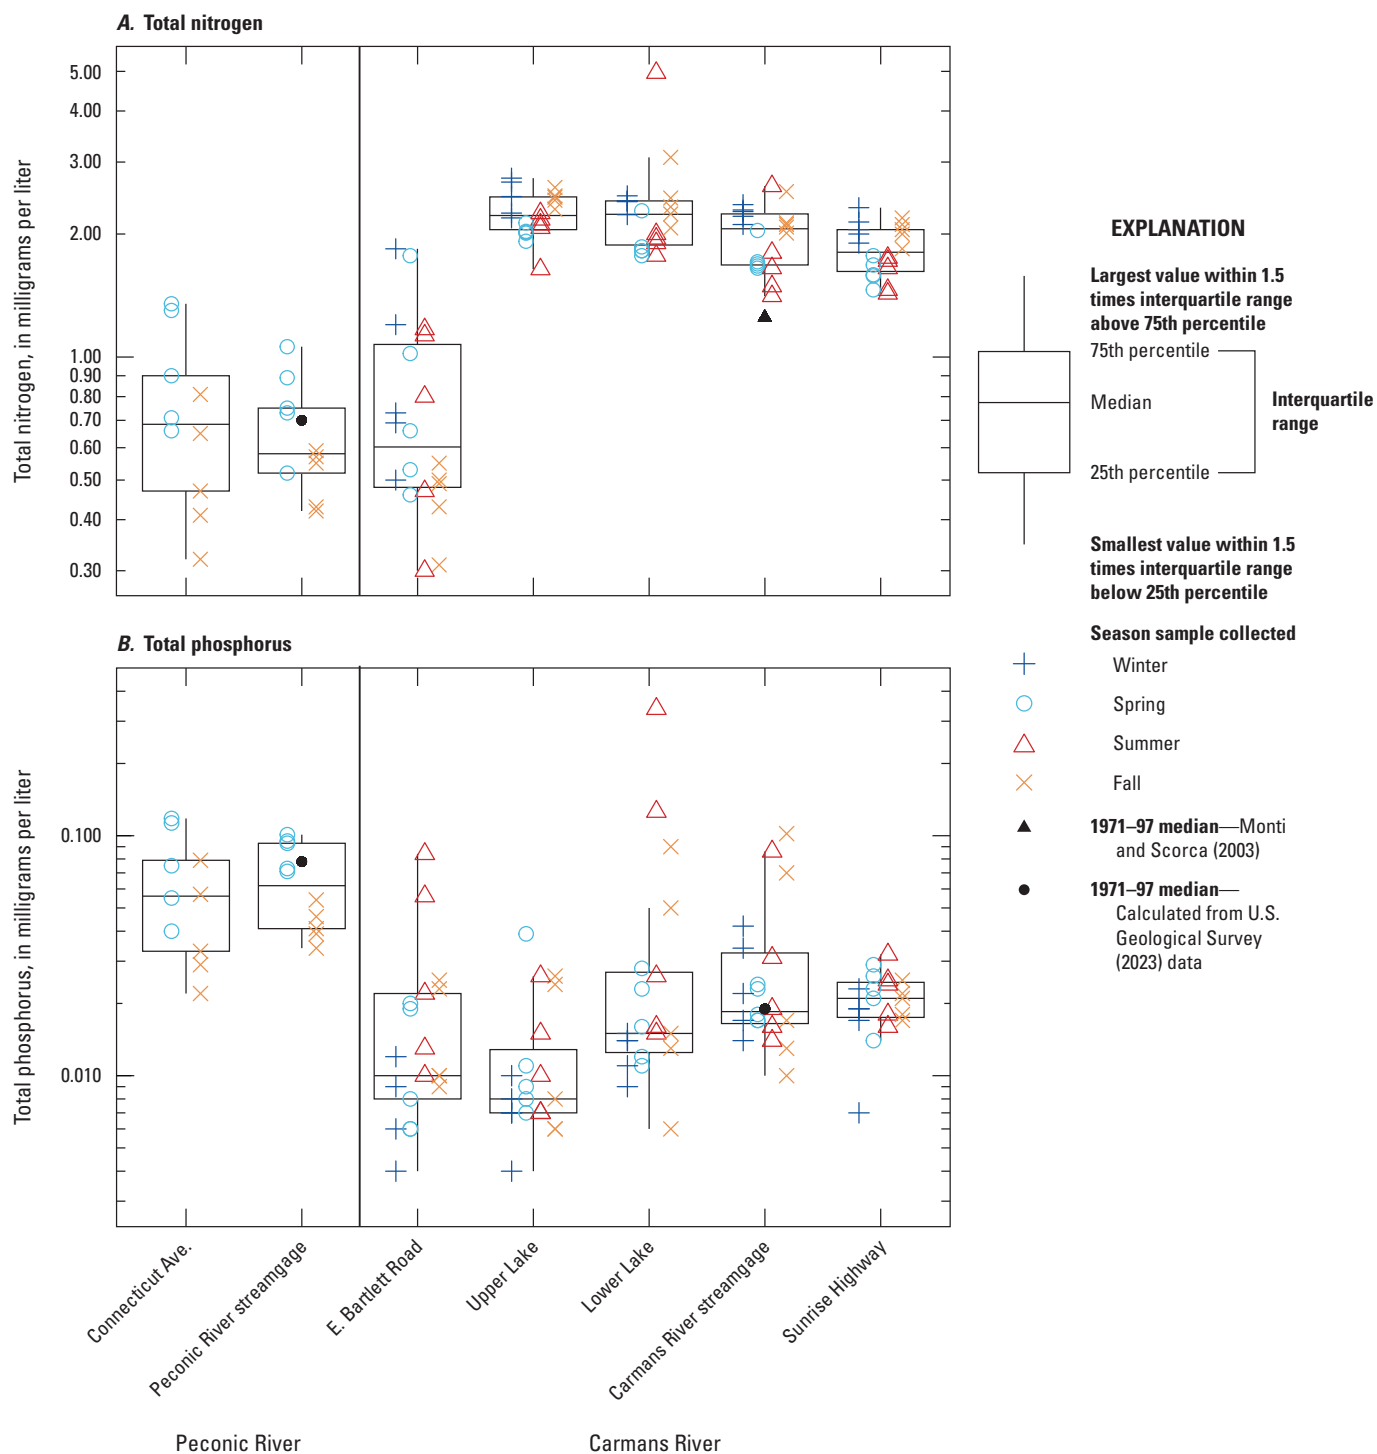 A. Total nitrogen
Total nitrogen, in milligrams per liter
5.00
4.00
3.00
2.00
1.00
0.90
0.80
0.70
0.60
0.50
0.40
0.30
B. Total phosphorus
Total phosphorus, in milligrams per liter
0.100
0.010
Connecticut Ave.
Peconic River streamgage
E. Bartlett Road
Upper Lake
Lower Lake
Carmans River streamgage
Sunrise Highway
Peconic River
Carmans River
EXPLANATION
Largest value within 1.5
times interquartile range
above 75th percentile
75th percentile
Median
Interquartile
range
25th percentile
Smallest value within 1.5
times interquartile range
below 25th percentile
Season sample collected
Winter
Spring
Summer
Fall
1971–97 median—Monti
and Scorca (2003)
1971–97 median—
Calculated from U.S.
Geological Survey
(2023) data